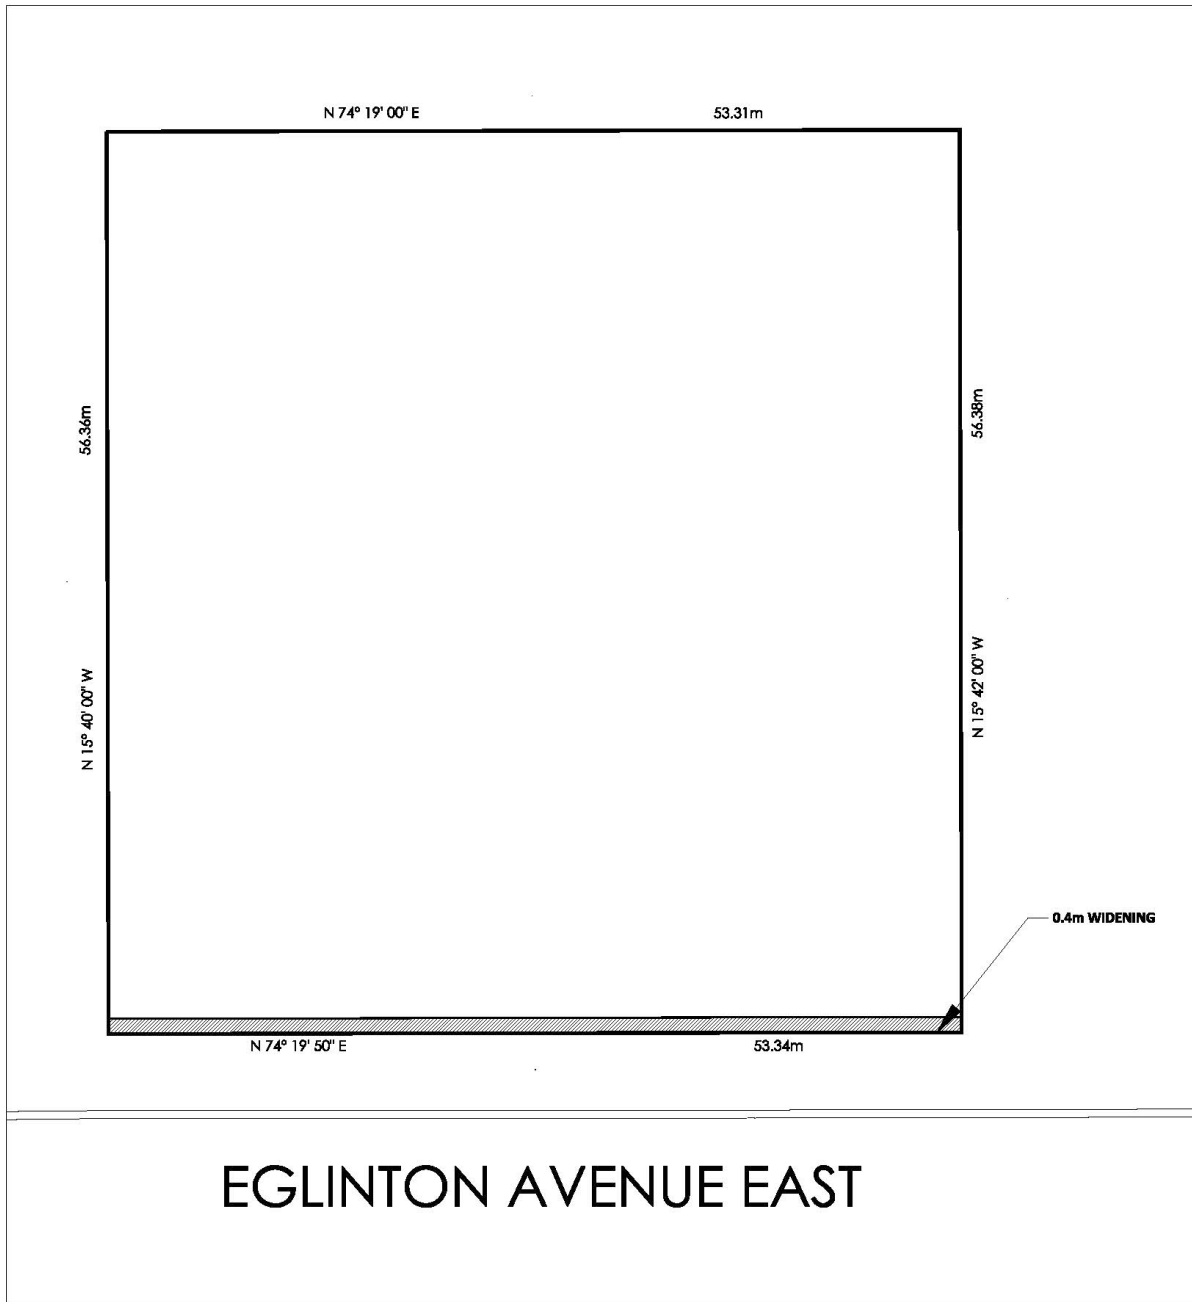 N 74° 19' 00" E
53.31m
56.36m
56.38m
N 15° 40' 00" W
N 15° 42' 00" W
0.4m WIDENING
N 74° 19' 50" E
53.34m
EGLINTON AVENUE EAST